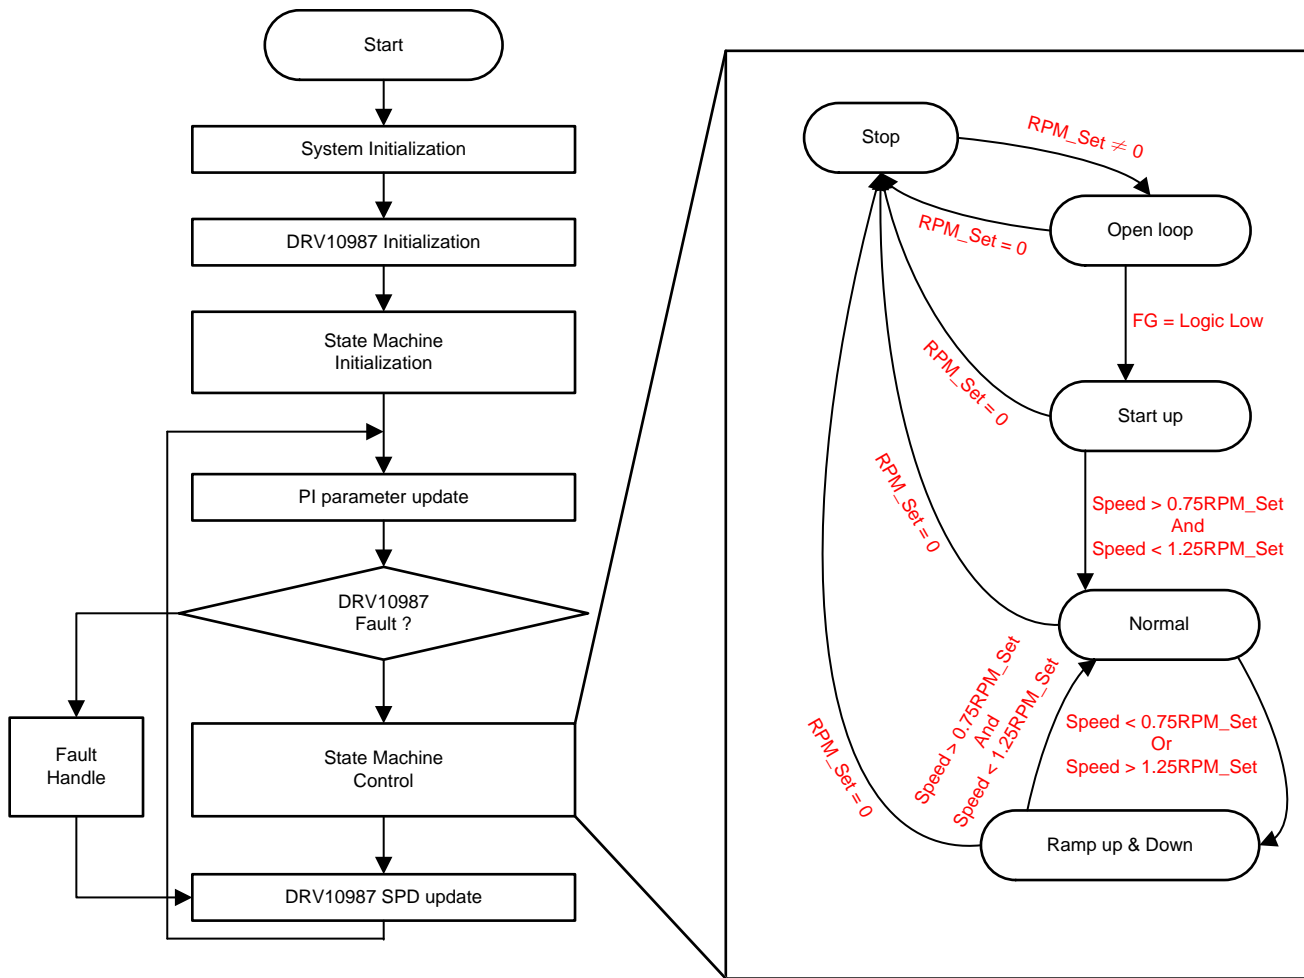 Start
System Initialization
DRV10987 Initialization
State Machine
Initialization
PI parameter update
DRV10987
Fault ?
Fault
Handle
State Machine
Control
DRV10987 SPD update
Stop
RPM_Set ≠ 0
Open loop
RPM_Set = 0
FG = Logic Low
Start up
RPM_Set = 0
Speed > 0.75RPM_Set
And
Speed < 1.25RPM_Set
RPM_Set = 0
Normal
Speed > 0.75RPM_Set
And
Speed < 1.25RPM_Set
Speed < 0.75RPM_Set
Or
Speed > 1.25RPM_Set
RPM_Set = 0
Ramp up & Down